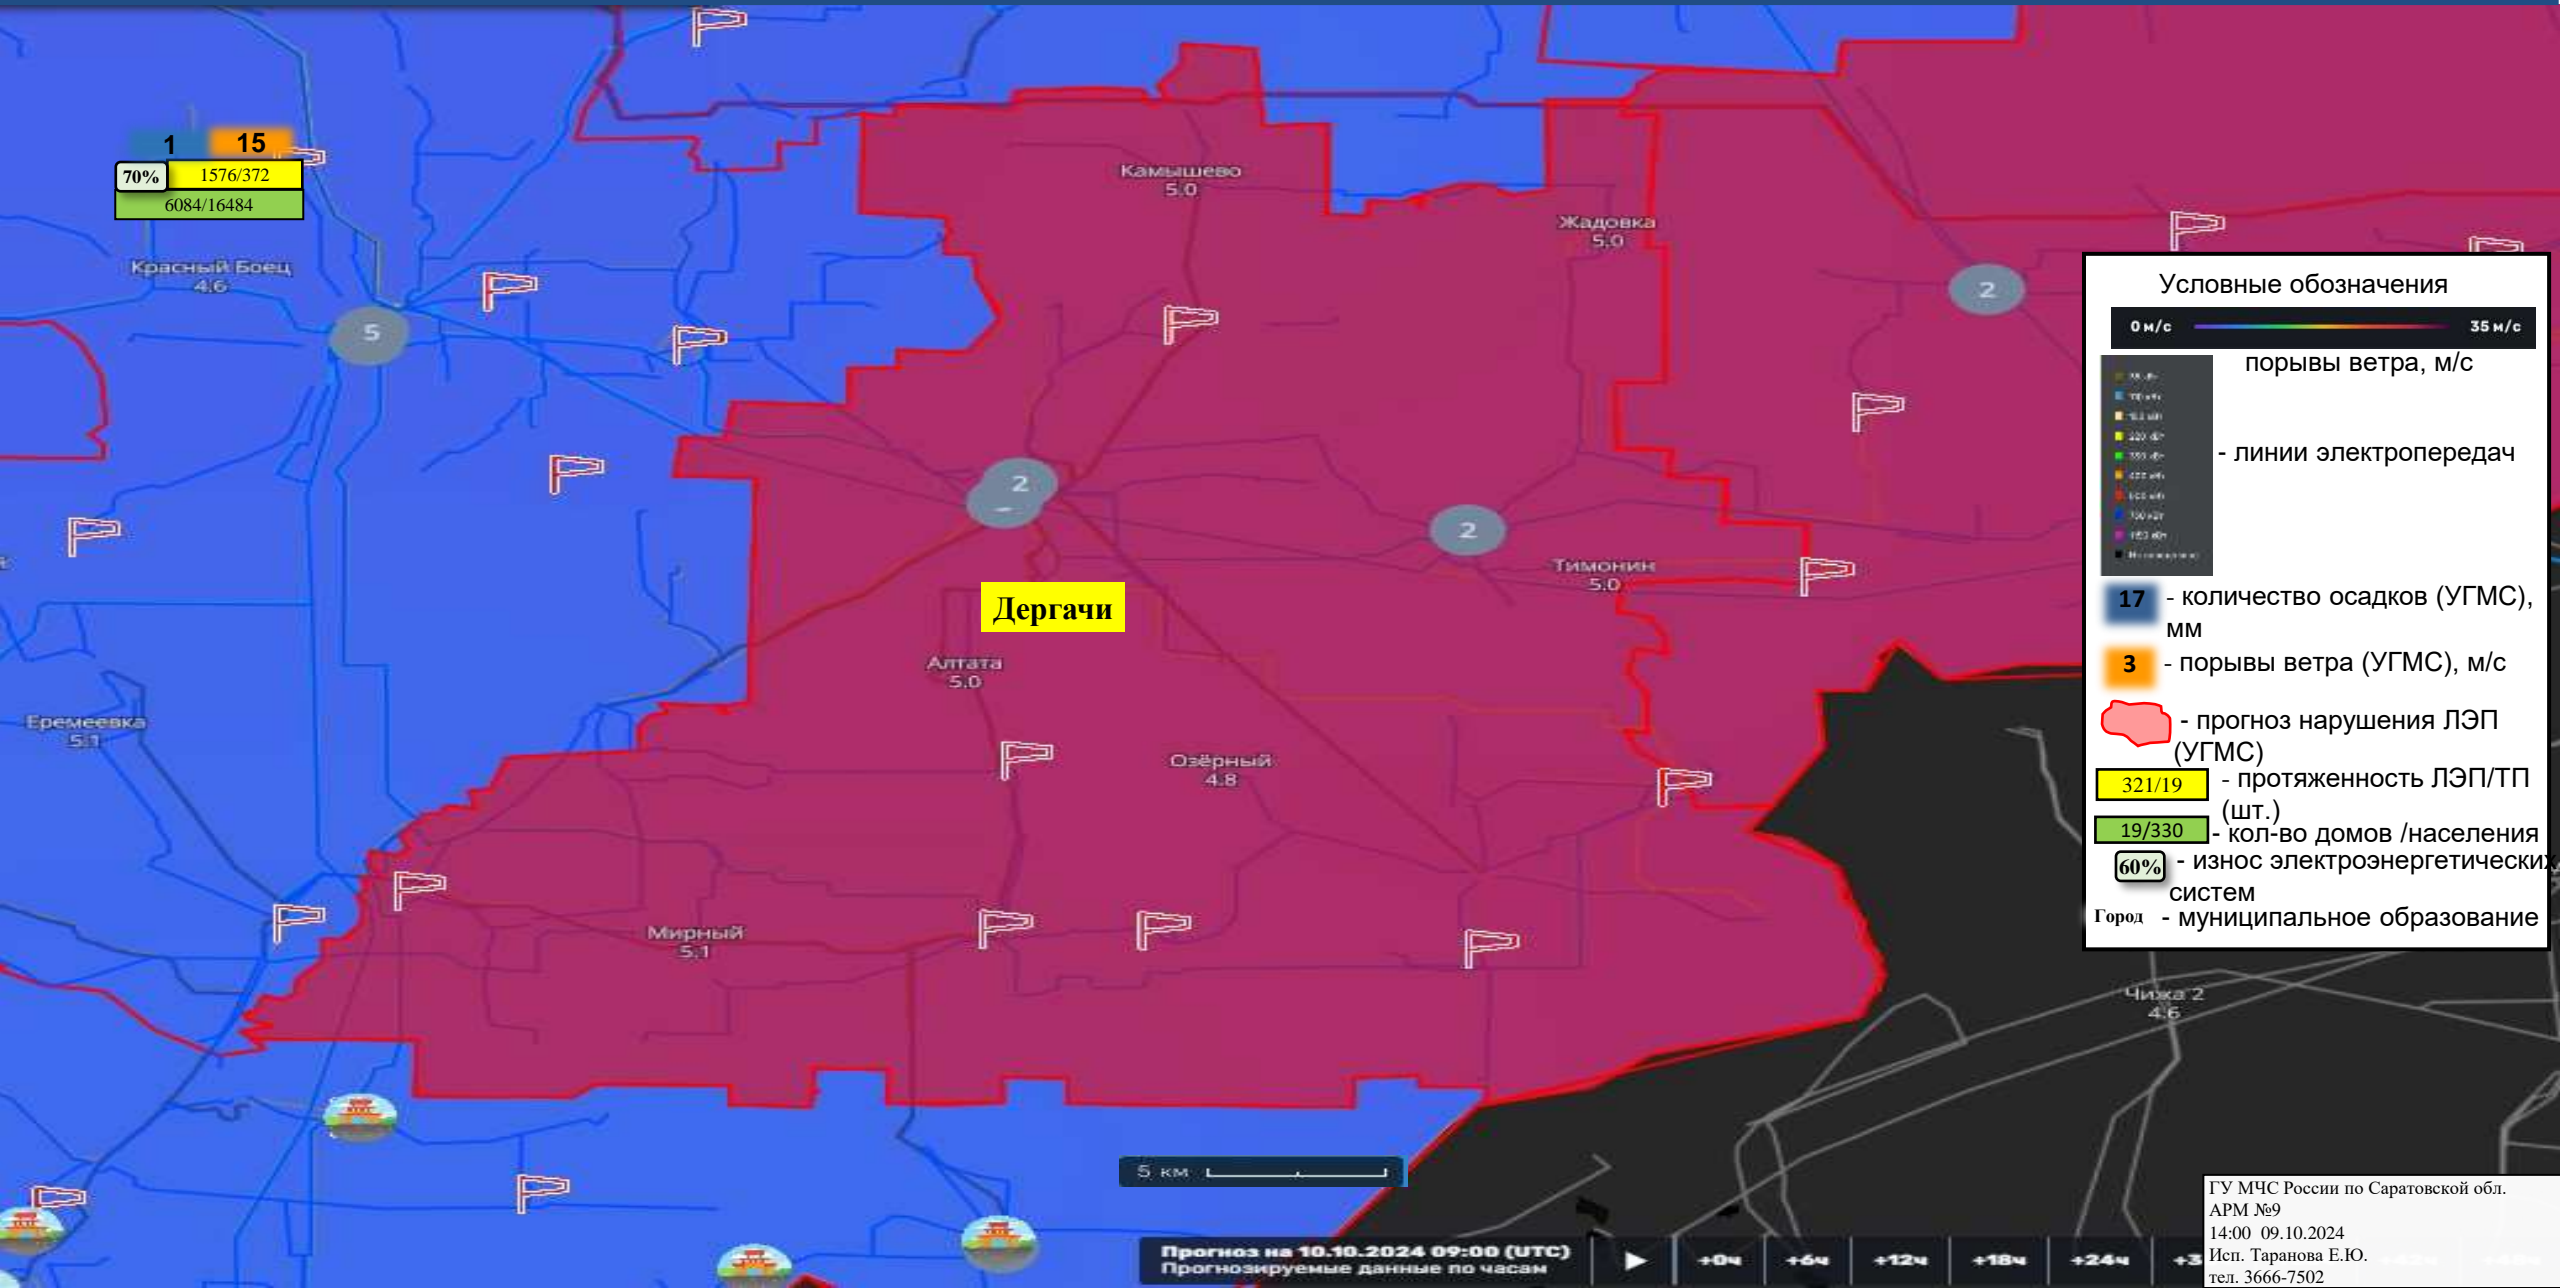 1 15
70% 1576/372
6084/16484
Красный Боец
4.6
5
Камышево
5.0
Жадовка
5.0
2
2
2
Тимонин
5.0
Дергачи
Алтата
5.0
Еремеевка
5.1
Озёрный
4.8
Мирный
5.1
Чижа 2
4.6
Условные обозначения
0 м/с 35 м/с
порывы ветра, м/с
- линии электропередач
17 - количество осадков (УГМС),
мм
3 - порывы ветра (УГМС), м/с
- прогноз нарушения ЛЭП
(УГМС)
321/19 - протяженность ЛЭП/ТП
(шт.)
19/330 - кол-во домов /населения
60% - износ электроэнергетических
систем
Город - муниципальное образование
5 км
Прогноз на 10.10.2024 09:00 (UTC)
Прогнозируемые данные по часам
+0ч +6ч +12ч +18ч +24ч +3
ГУ МЧС России по Саратовской обл.
АРМ №9
14:00 09.10.2024
Исп. Таранова Е.Ю.
тел. 3666-7502